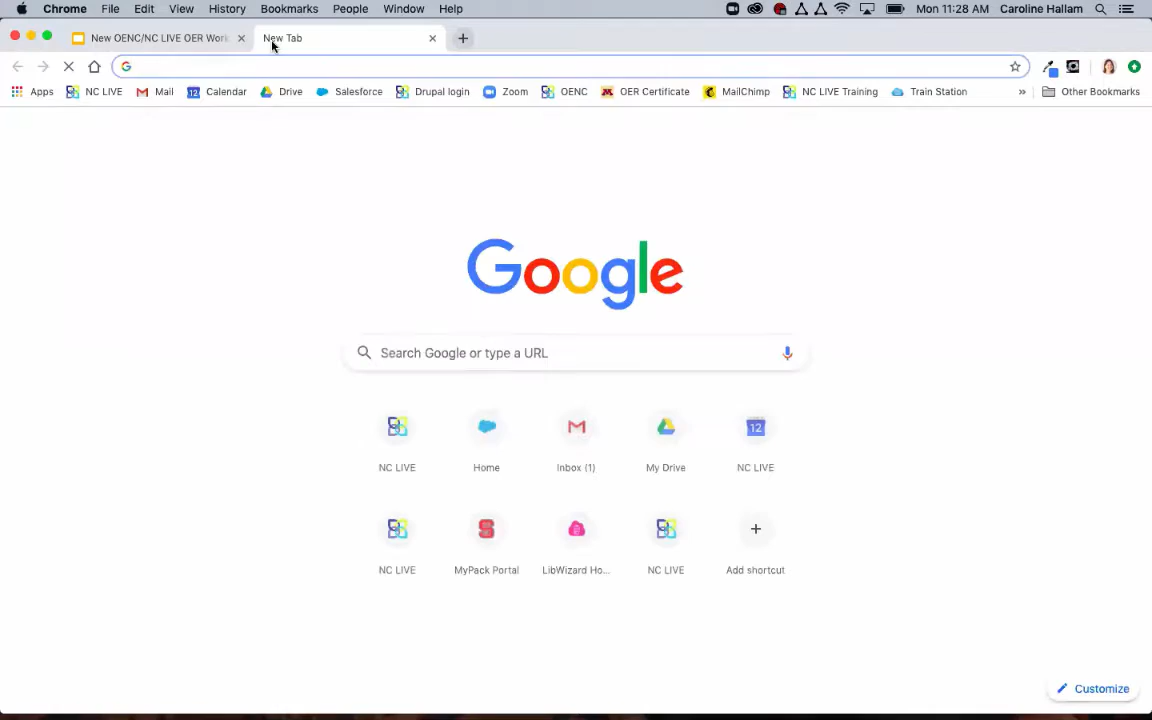 Chrome File Edit View History Bookmarks People Window Help Mon 11:28 AM Caroline Hallam
New OENC/NC LIVE OER Work New Tab
Apps NC LIVE Mail Calendar Drive Salesforce Drupal login Zoom OENC OER Certificate MailChimp NC LIVE Training Train Station » Other Bookmarks
Google
Search Google or type a URL
12
NC LIVE Home Inbox (1) My Drive NC LIVE
NC LIVE MyPack Portal LibWizard Ho... NC LIVE Add shortcut
Customize